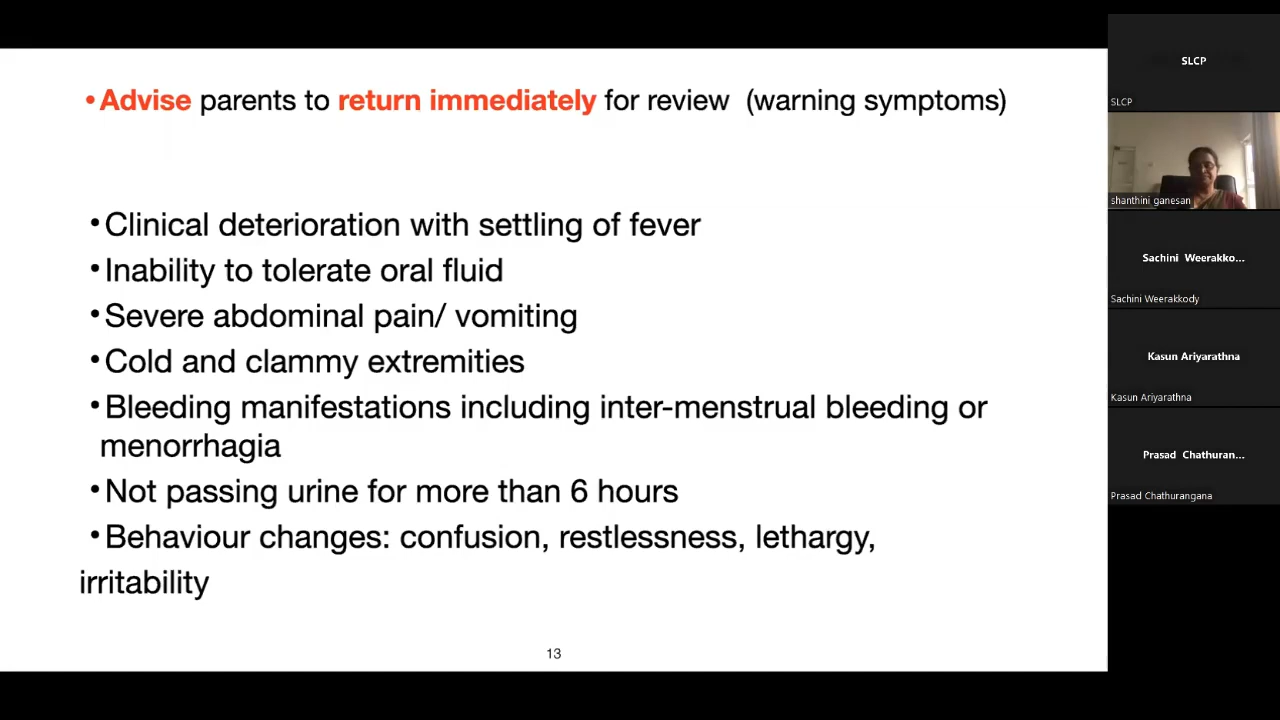 •Advise parents to return immediately for review (warning symptoms)
•Clinical deterioration with settling of fever
•Inability to tolerate oral fluid
•Severe abdominal pain/ vomiting
•Cold and clammy extremities
•Bleeding manifestations including inter-menstrual bleeding or
menorrhagia
•Not passing urine for more than 6 hours
•Behaviour changes: confusion, restlessness, lethargy,
irritability
13
SLCP
SLCP
shanthini ganesan
Sachini Weerakko...
Sachini Weerakkody
Kasun Ariyarathna
Kasun Ariyarathna
Prasad Chathuran...
Prasad Chathurangana